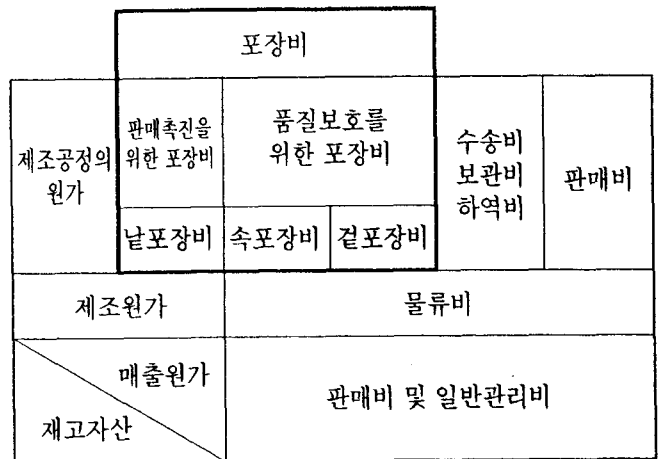 포장비
제조공정의
원가
판매촉진을
위한 포장비
품질보호를
위한 포장비
수송비
보관비
하역비
판매비
낱포장비
속포장비
겉포장비
제조원가
물류비
매출원가
재고자산
판매비 및 일반관리비